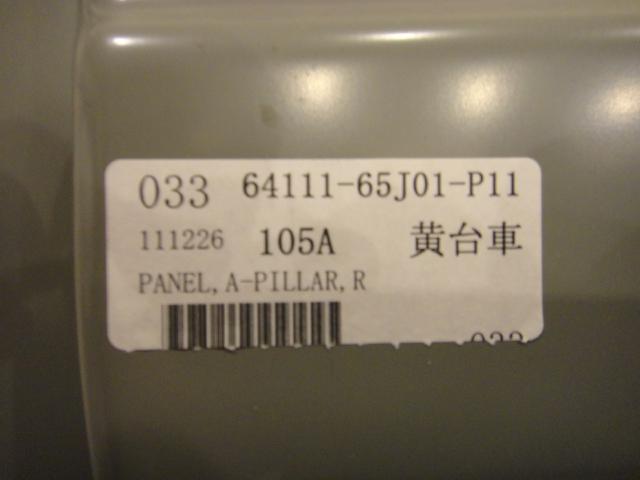 033 64111-65J01-P11
111226 105A 黄台車
PANEL, A-PILLAR, R